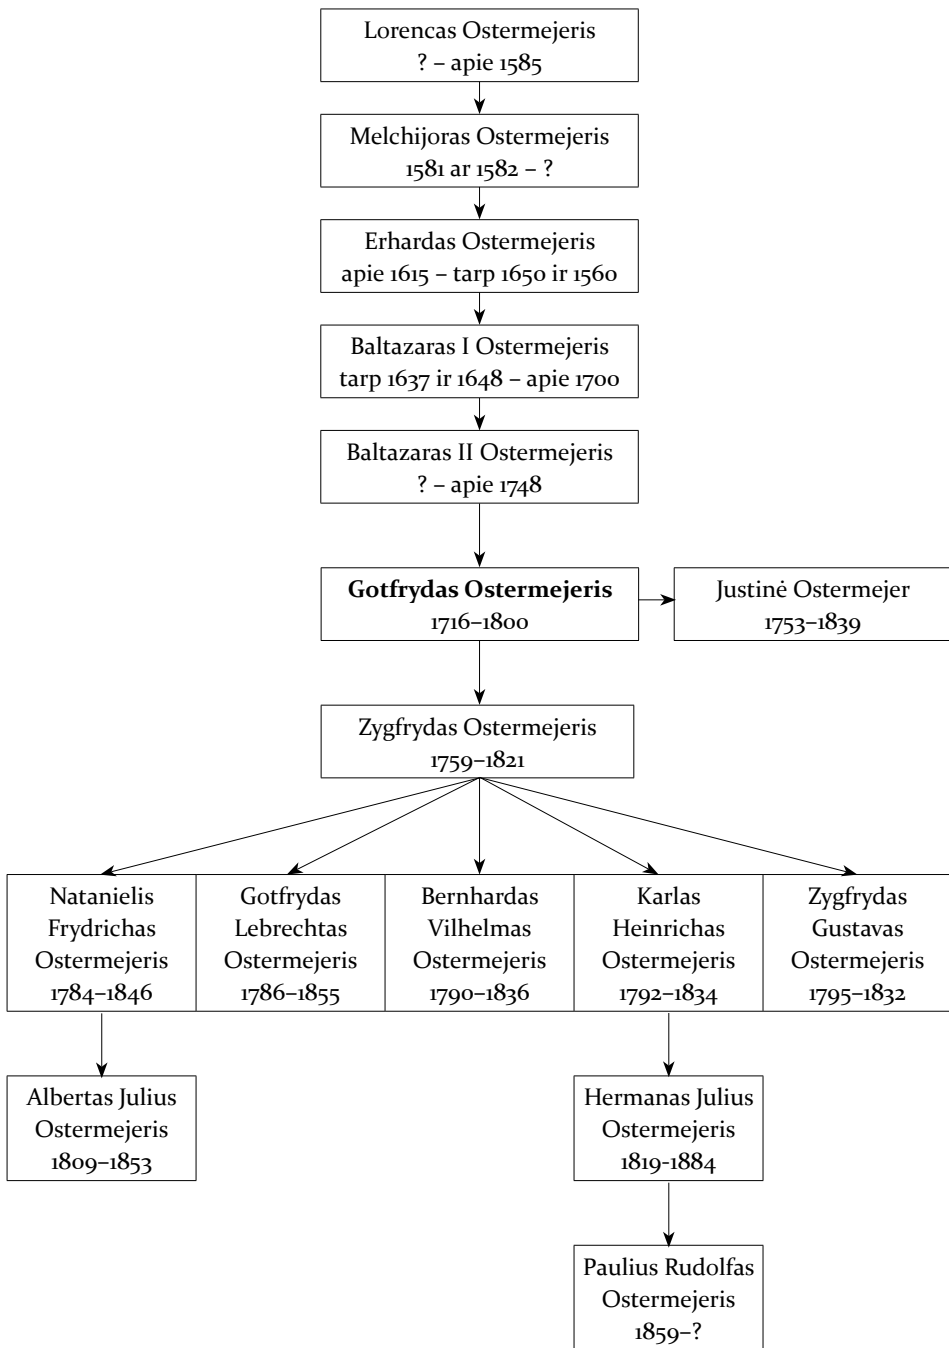 Lorencas Ostermejeris
? – apie 1585
Melchijoras Ostermejeris
1581 ar 1582 – ?
Erhardas Ostermejeris
apie 1615 – tarp 1650 ir 1560
Baltazaras I Ostermejeris
tarp 1637 ir 1648 – apie 1700
Baltazaras II Ostermejeris
? – apie 1748
Gotfrydas Ostermejeris
1716–1800
Justinė Ostermejer
1753–1839
Zygfrydas Ostermejeris
1759–1821
Natanielis
Frydrichas
Ostermejeris
1784–1846
Gotfrydas
Lebrechtas
Ostermejeris
1786–1855
Bernhardas
Vilhelmas
Ostermejeris
1790–1836
Karlas
Heinrichas
Ostermejeris
1792–1834
Zygfrydas
Gustavas
Ostermejeris
1795–1832
Albertas Julius
Ostermejeris
1809–1853
Hermanas Julius
Ostermejeris
1819-1884
Paulius Rudolfas
Ostermejeris
1859–?